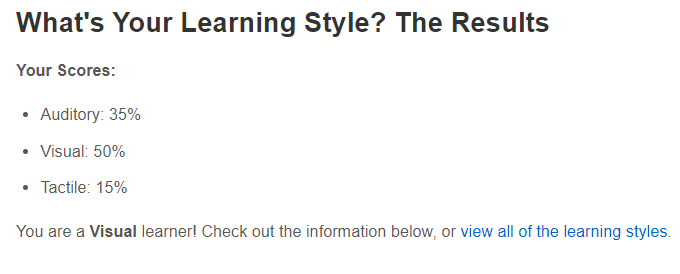 What's Your Learning Style? The Results
Your Scores:
• Auditory: 35%
• Visual: 50%
• Tactile: 15%
You are a Visual learner! Check out the information below, or view all of the learning styles.